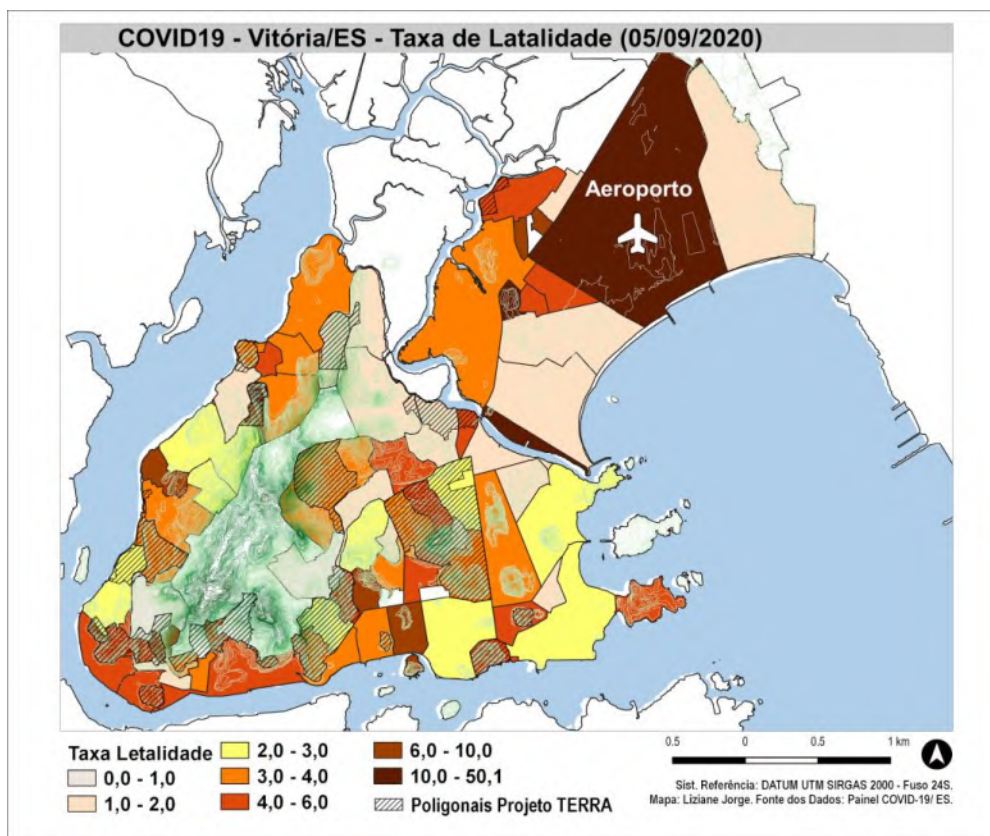 COVID19 - Vitória/ES - Taxa de Latalidade (05/09/2020)
Aeroporto
Taxa Letalidade
0,0 - 1,0
1,0 - 2,0
2,0 - 3,0
3,0 - 4,0
4,0 - 6,0
6,0 - 10,0
10,0 - 50,1
Poligonais Projeto TERRA
0.5 0 0.5 1 km
Sist. Referência: DATUM UTM SIRGAS 2000 - Fuso 24S.
Mapa: Liziane Jorge. Fonte dos Dados: Painel COVID-19/ ES.